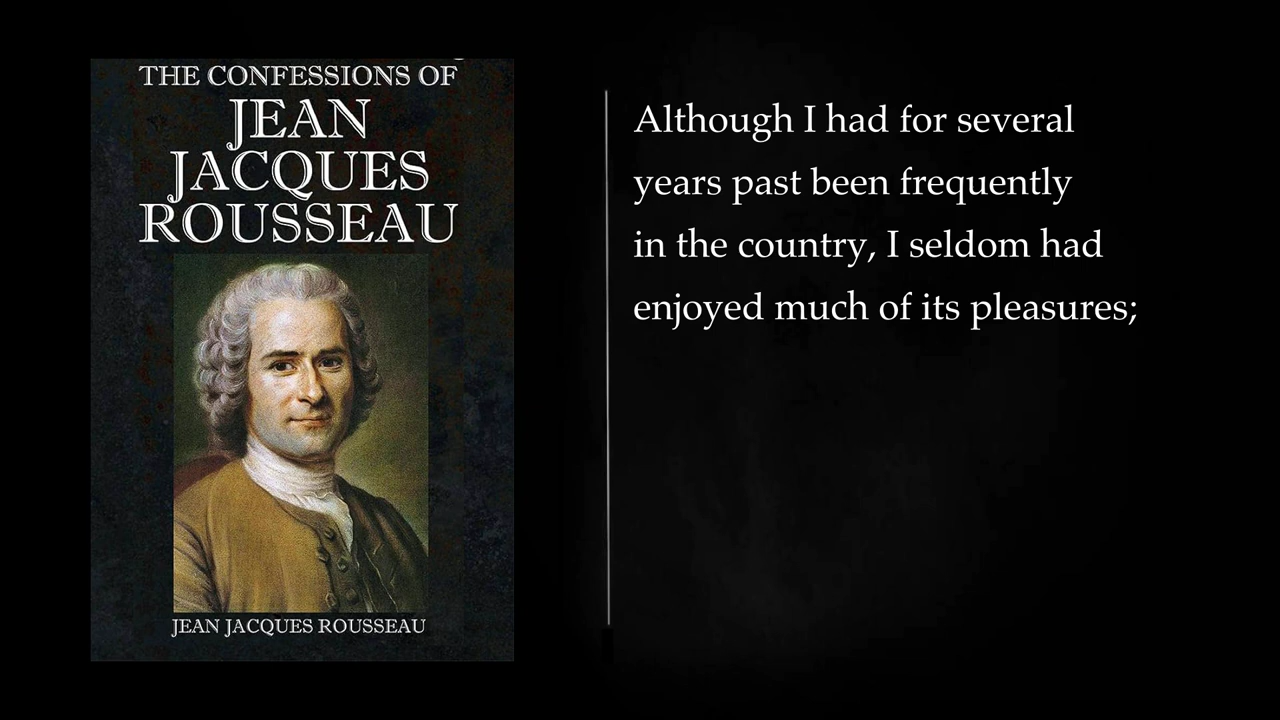 THE CONFESSIONS OF
JEAN
JACQUES
ROUSSEAU
JEAN JACQUES ROUSSEAU
Although I had for several
years past been frequently
in the country, I seldom had
enjoyed much of its pleasures;